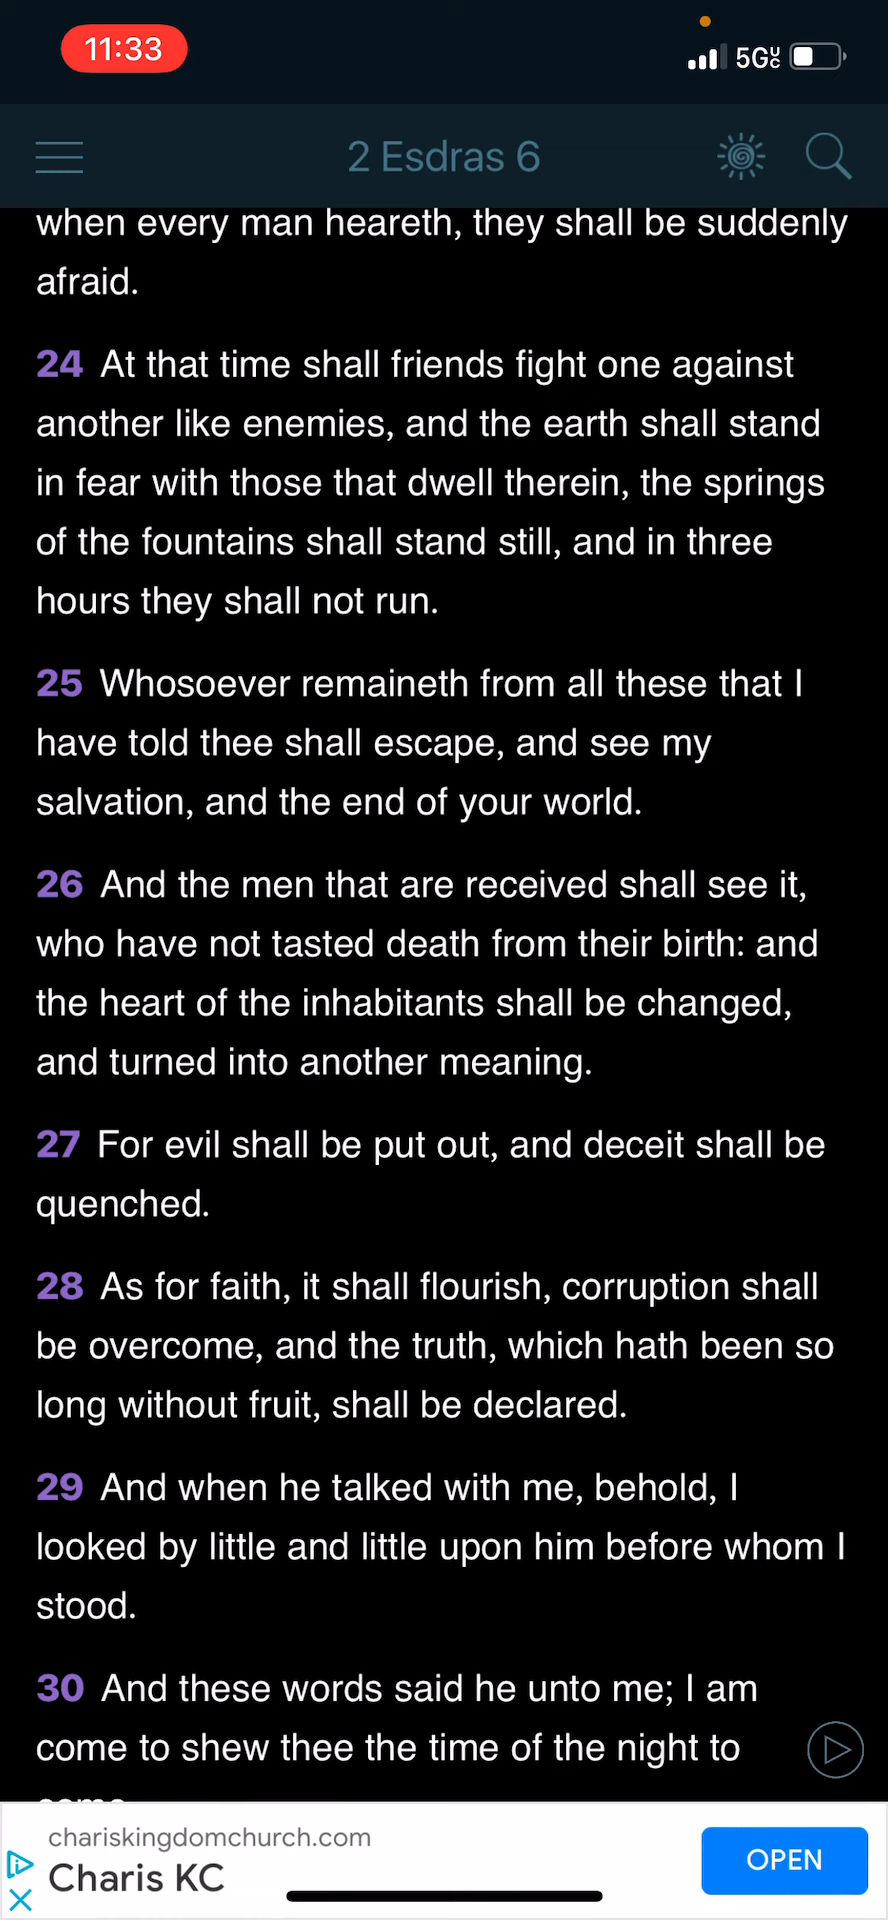 11:33
5GUC
2 Esdras 6
when every man heareth, they shall be suddenly
afraid.
24 At that time shall friends fight one against
another like enemies, and the earth shall stand
in fear with those that dwell therein, the springs
of the fountains shall stand still, and in three
hours they shall not run.
25 Whosoever remaineth from all these that I
have told thee shall escape, and see my
salvation, and the end of your world.
26 And the men that are received shall see it,
who have not tasted death from their birth: and
the heart of the inhabitants shall be changed,
and turned into another meaning.
27 For evil shall be put out, and deceit shall be
quenched.
28 As for faith, it shall flourish, corruption shall
be overcome, and the truth, which hath been so
long without fruit, shall be declared.
29 And when he talked with me, behold, I
looked by little and little upon him before whom I
stood.
30 And these words said he unto me; I am
come to shew thee the time of the night to
chariskingdomchurch.com
Charis KC
OPEN